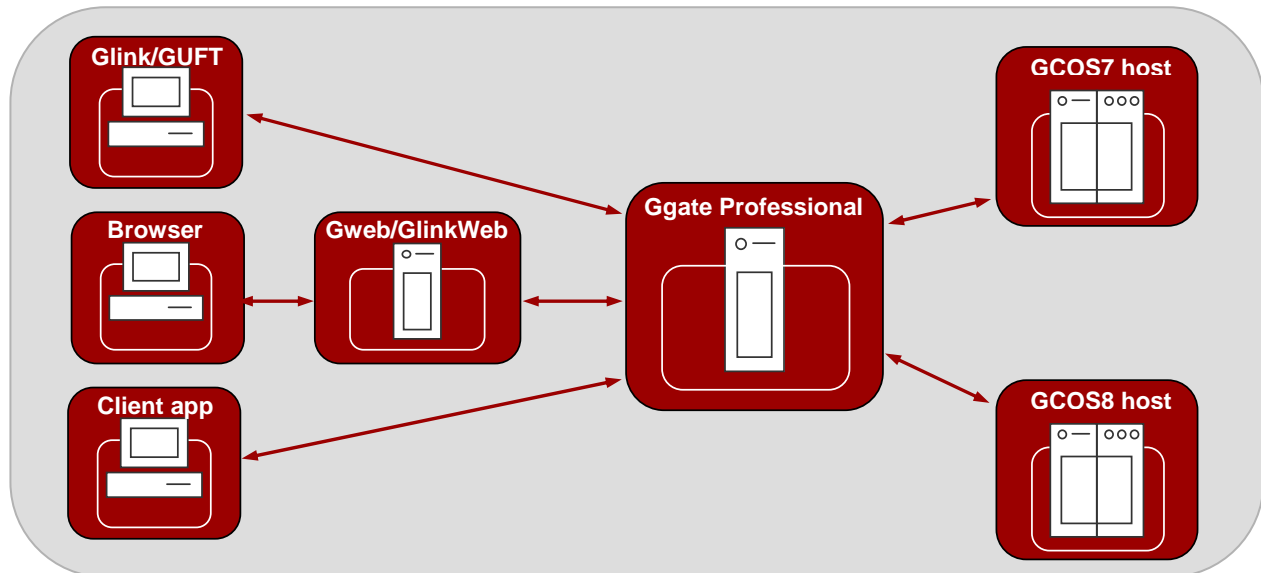 Glink/GUFT
GCOS7 host
Ggate Professional
Browser
Gweb/GlinkWeb
Client app
GCOS8 host